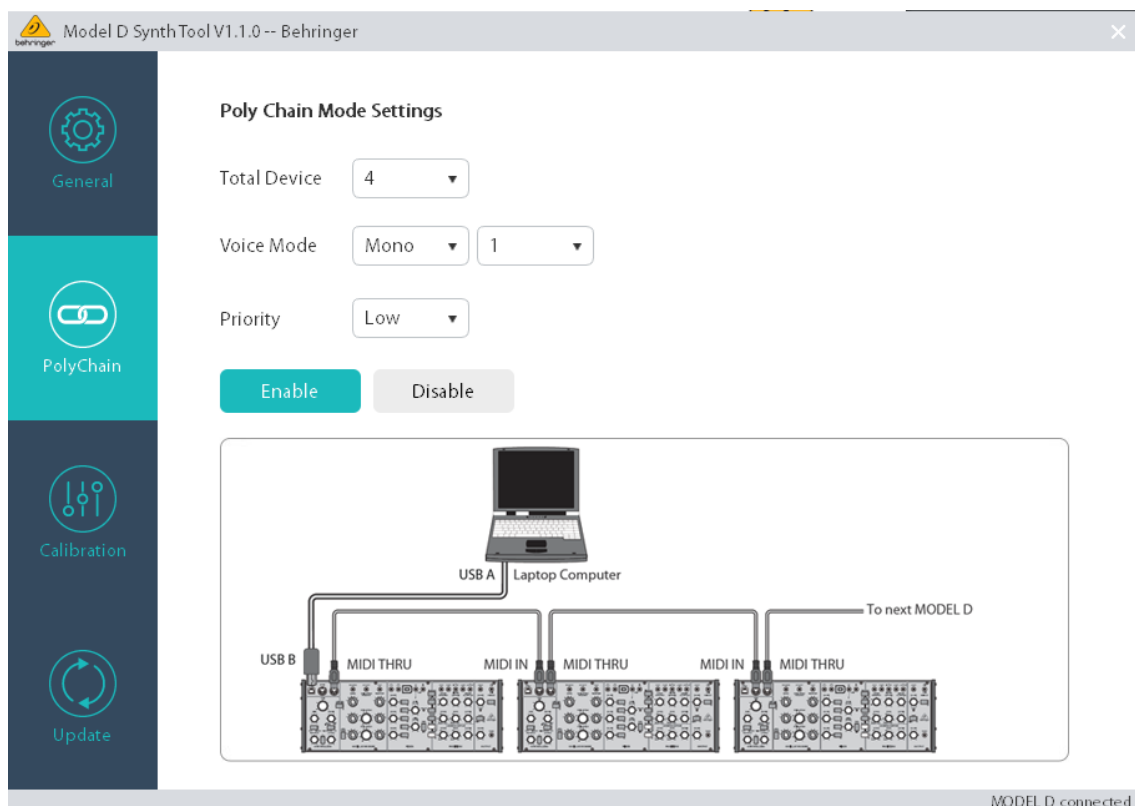 behringer
Model D Synth Tool V1.1.0 -- Behringer
General
PolyChain
Calibration
Update
Poly Chain Mode Settings
Total Device 4
Voice Mode Mono 1
Priority Low
Enable Disable
USB A Laptop Computer
To next MODEL D
USB B MIDI THRU MIDI IN MIDI THRU MIDI IN MIDI THRU
MODEL D connected